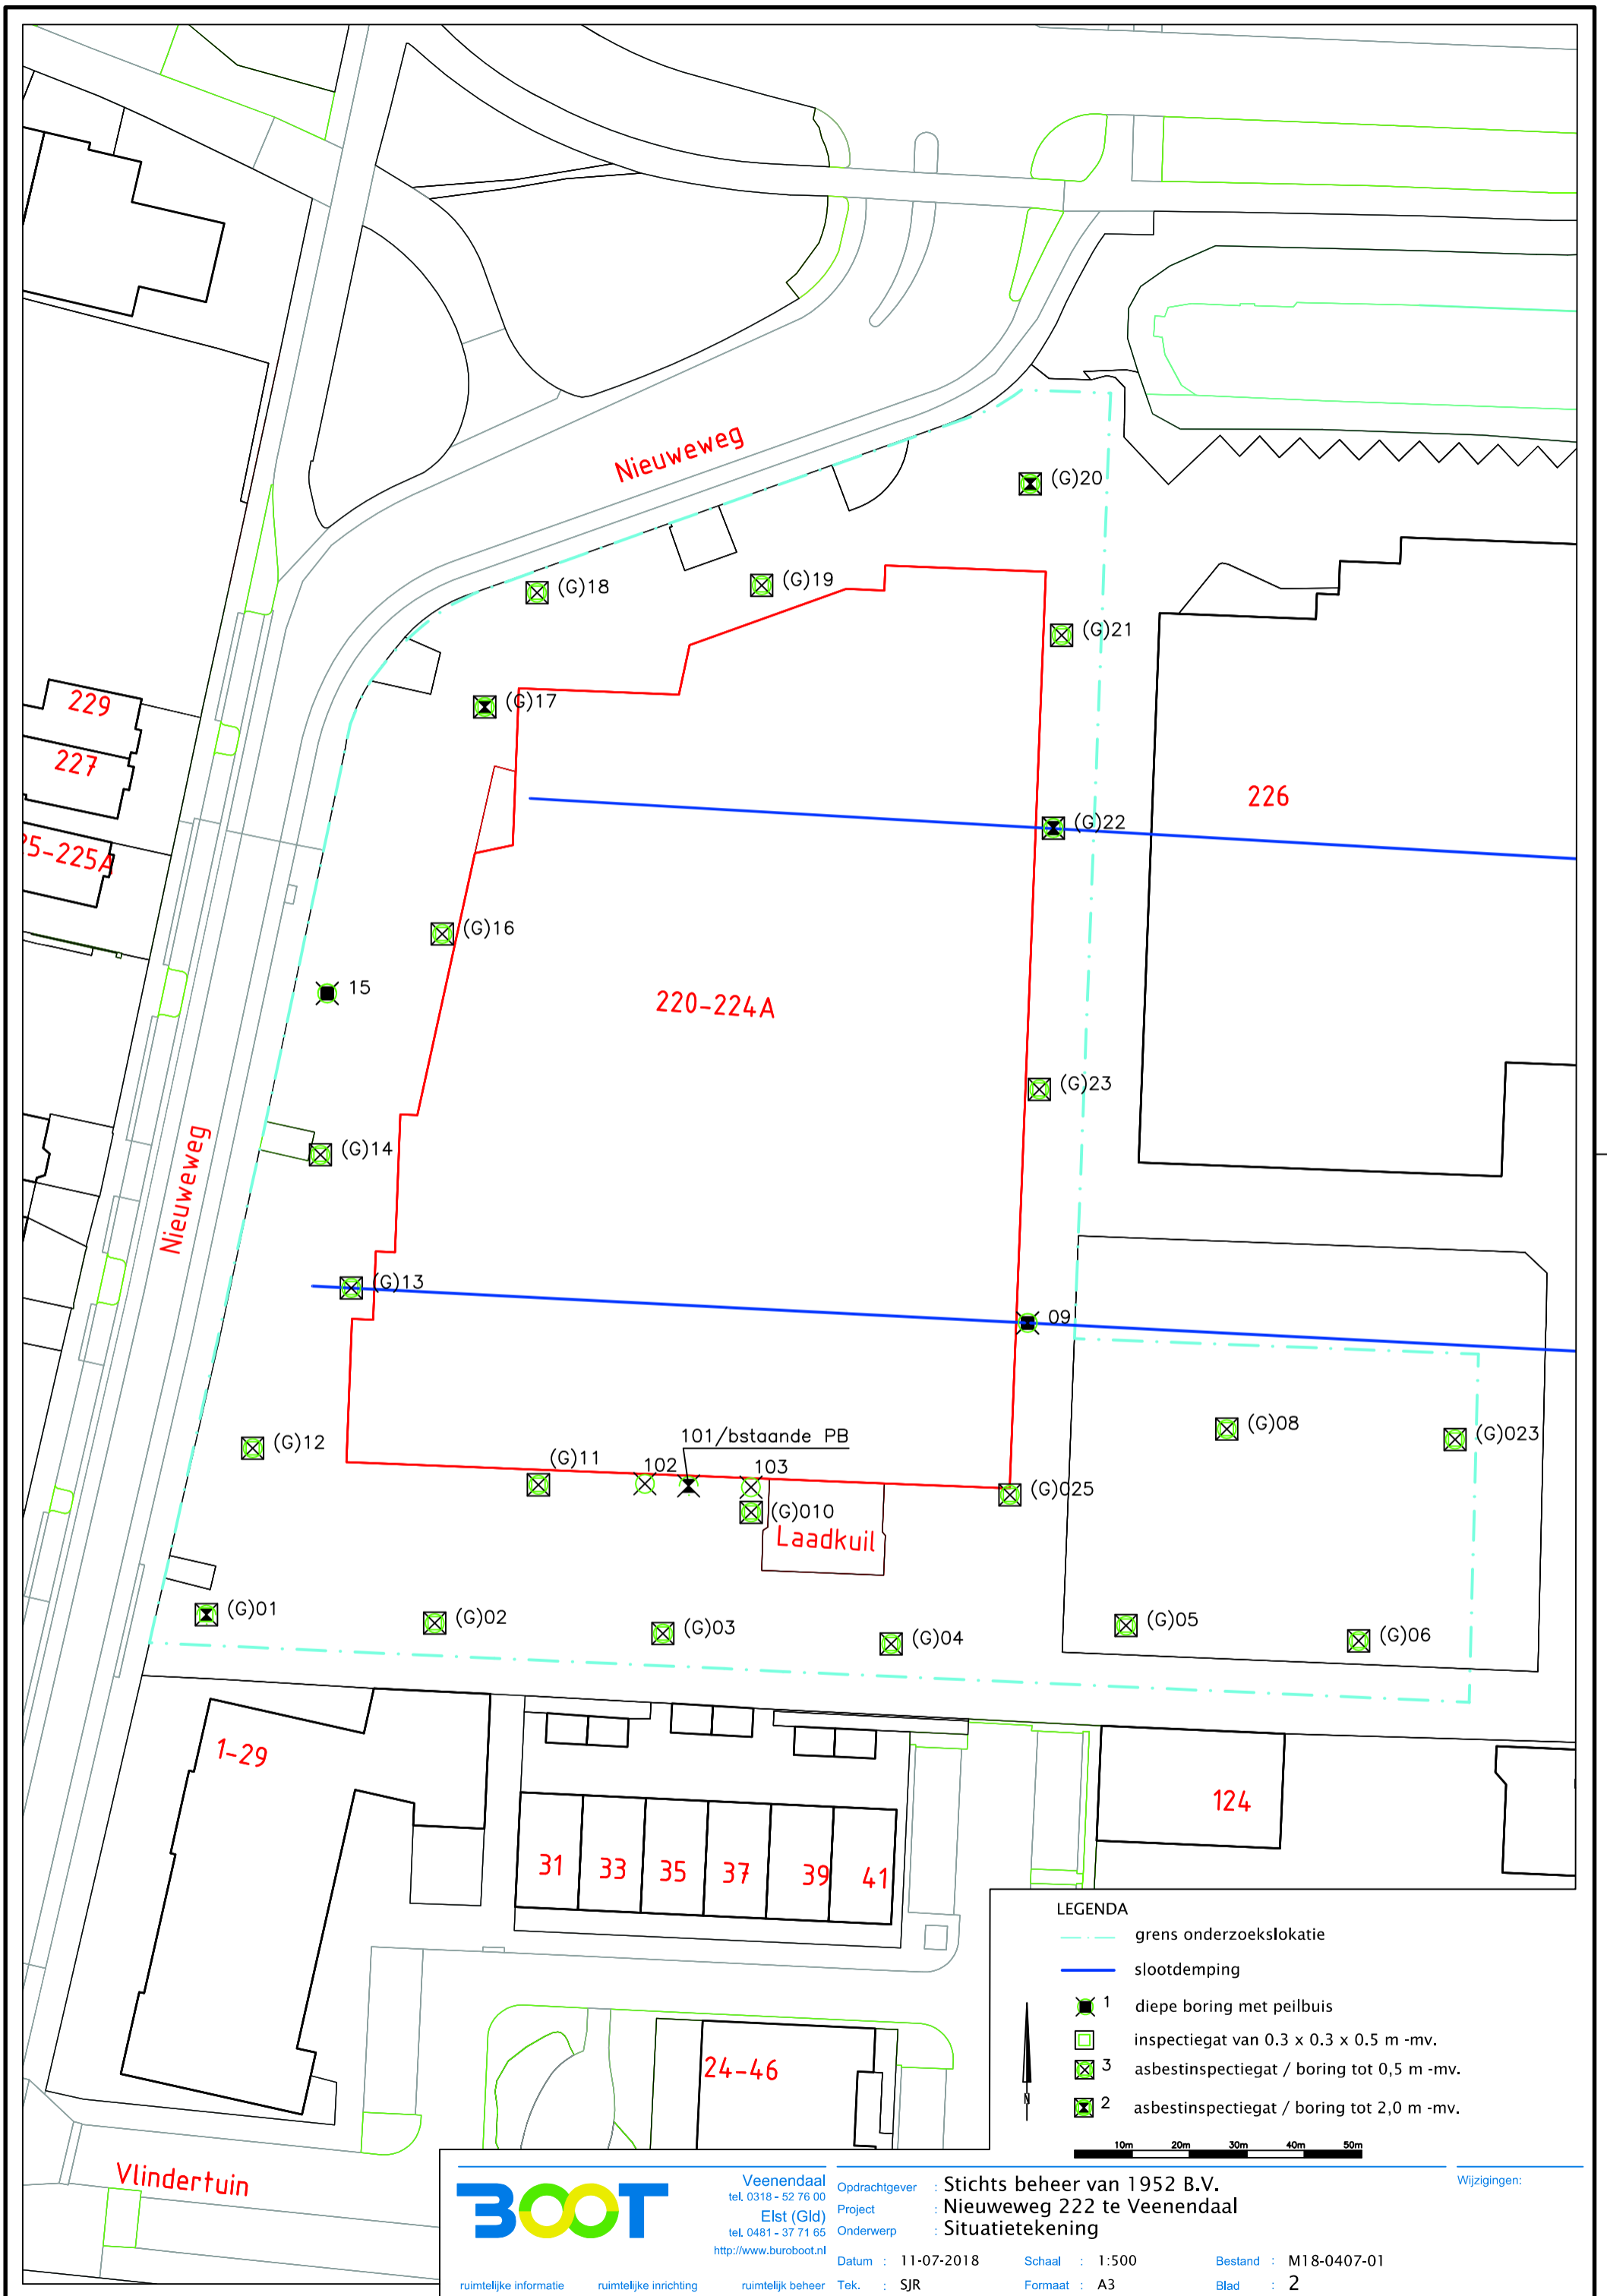 Nieuweweg
(G)20
(G)18
(G)19
(G)21
229
(G)17
227
226
(G)22
25-225A
(G)16
15
220-224A
(G)23
(G)14
Nieuweweg
(G)13
09
(G)12
101/bstaande PB
(G)11
102
103
(G)08
(G)023
(G)025
(G)010
Laadkuil
(G)01
(G)02
(G)03
(G)04
(G)05
(G)06
1-29
124
31
33
35
37
39
41
24-46
Vlindertuin
LEGENDA
grens onderzoekslokatie
slootdemping
1 diepe boring met peilbuis
inspectiegat van 0.3 x 0.3 x 0.5 m -mv.
3 asbestinspectiegat / boring tot 0,5 m -mv.
2 asbestinspectiegat / boring tot 2,0 m -mv.
N
10m 20m 30m 40m 50m
BOOT
Veenendaal
tel. 0318 - 52 76 00
Elst (Gld)
tel. 0481 - 37 71 65
http://www.buroboot.nl
ruimtelijke informatie ruimtelijke inrichting ruimtelijk beheer
Opdrachtgever : Stichts beheer van 1952 B.V.
Project : Nieuweweg 222 te Veenendaal
Onderwerp : Situatietekening
Datum : 11-07-2018 Schaal : 1:500 Bestand : M18-0407-01
Tek. : SJR Formaat : A3 Blad : 2
Wijzigingen: